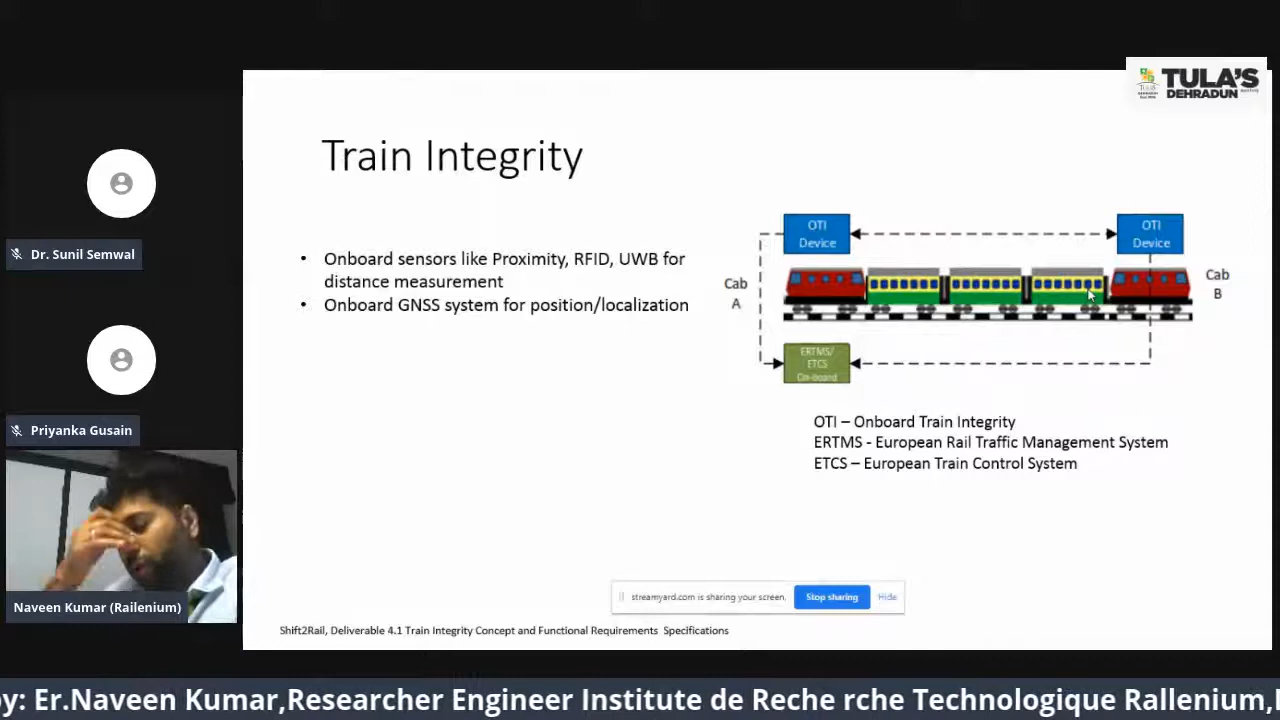 TULA'S
DEHRADUN
Train Integrity
• Onboard sensors like Proximity, RFID, UWB for
distance measurement
• Onboard GNSS system for position/localization
OTI
Device
OTI
Device
Cab
A
Cab
B
ERTMS/
ETCS
On-board
OTI – Onboard Train Integrity
ERTMS - European Rail Traffic Management System
ETCS – European Train Control System
Dr. Sunil Semwal
Priyanka Gusain
Naveen Kumar (Railenium)
streamyard.com is sharing your screen.
Stop sharing
Hide
Shift2Rail, Deliverable 4.1 Train Integrity Concept and Functional Requirements Specifications
by: Er.Naveen Kumar,Researcher Engineer Institute de Reche rche Technologique Rallenium,